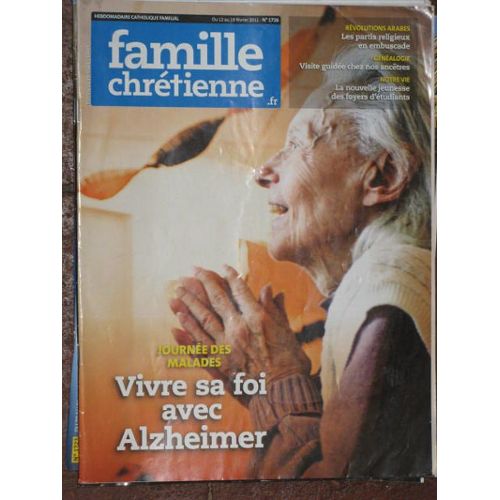 HEBDOMADAIRE CATHOLIQUE FAMILIAL
Du 12 au 18 février 2011 - N° 1726
famille
chrétienne
.fr
RÉVOLUTIONS ARABES
Les partis religieux
en embuscade
GÉNÉALOGIE
Visite guidée chez nos ancêtres
NOTRE VIE
La nouvelle jeunesse
des foyers d'étudiants
JOURNÉE DES
MALADES
Vivre sa foi
avec
Alzheimer